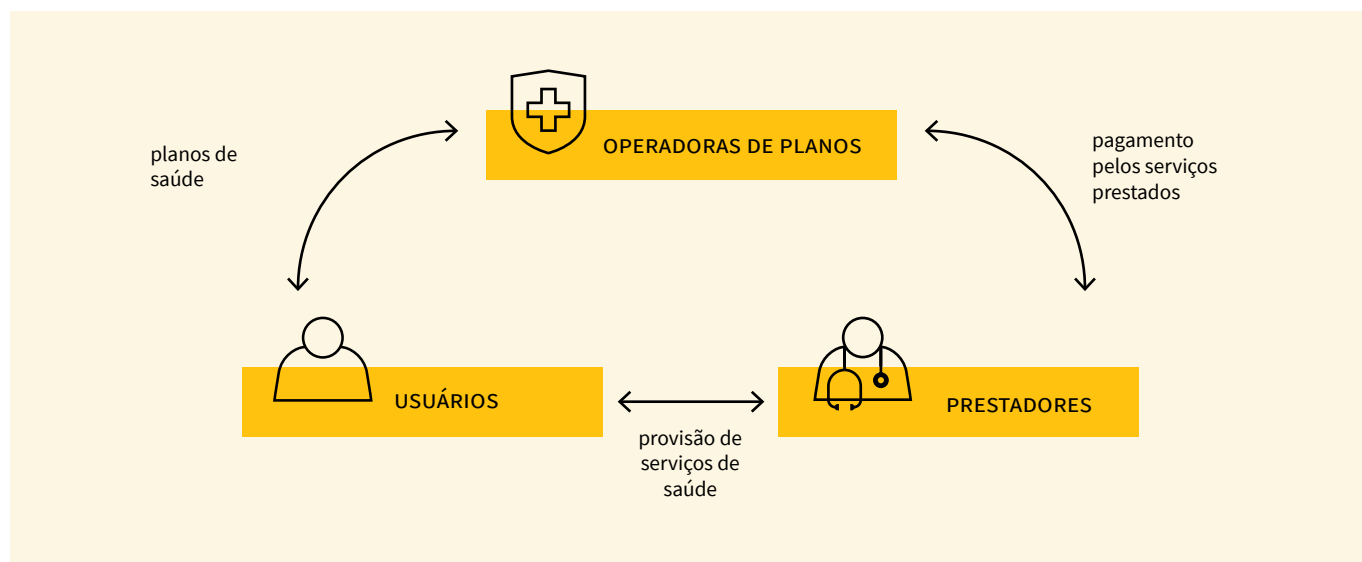 OPERADORAS DE PLANOS
planos de
saúde
pagamento
pelos serviços
prestados
USUÁRIOS
PRESTADORES
provisão de
serviços de
saúde